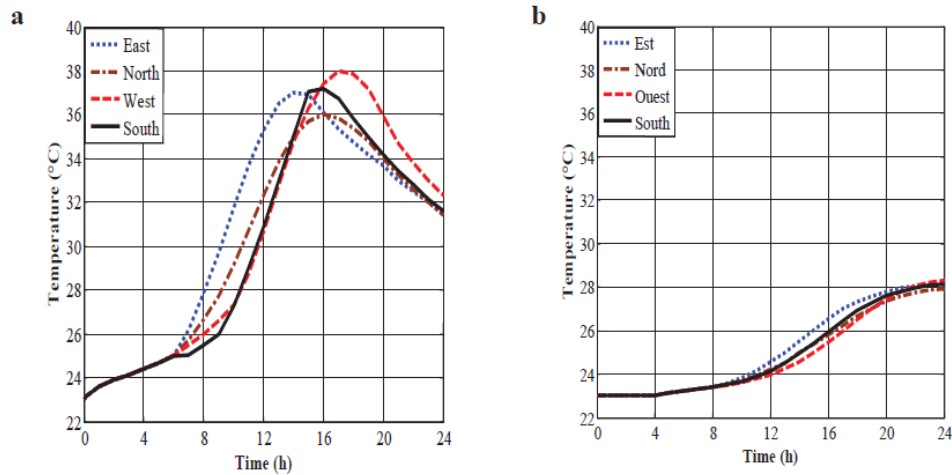 a
40
38
36
34
32
30
28
26
24
22
Temperature (°C)
East
North
West
South
0 4 8 12 16 20 24
Time (h)
b
40
38
36
34
32
30
28
26
24
22
Temperature (°C)
Est
Nord
Ouest
South
0 4 8 12 16 20 24
Time (h)